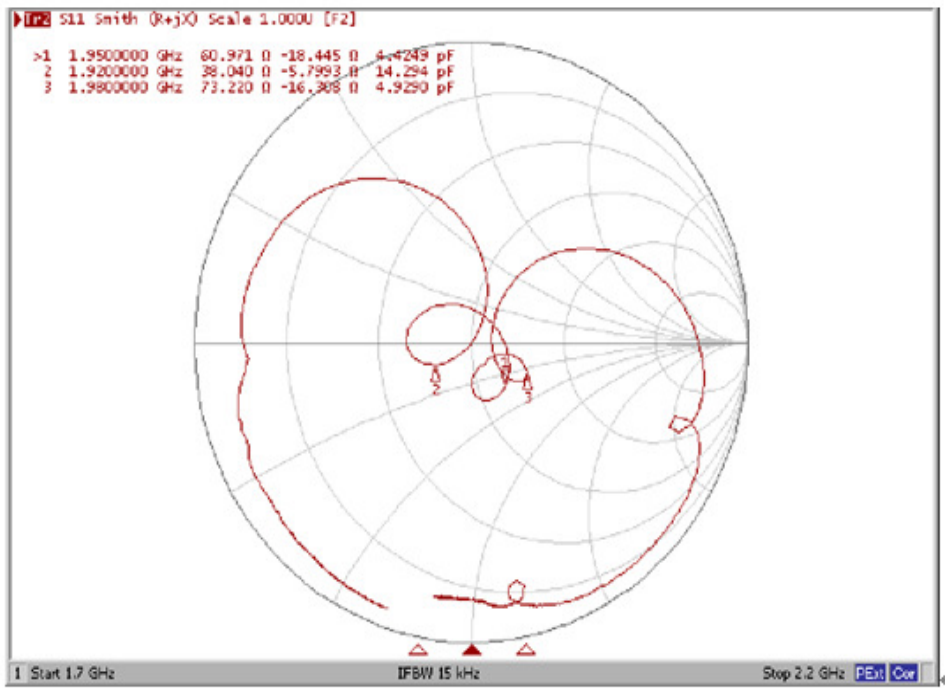 Tr2 S11 Smith (R+jX) Scale 1.000U [F2]
>1 1.9500000 GHz 60.971 Ω -18.445 Ω 4.4249 pF
2 1.9200000 GHz 38.040 Ω -5.7993 Ω 14.294 pF
3 1.9800000 GHz 73.220 Ω -16.308 Ω 4.9290 pF
1
2
3
1 Start 1.7 GHz IFBW 15 kHz Stop 2.2 GHz PExt Cor